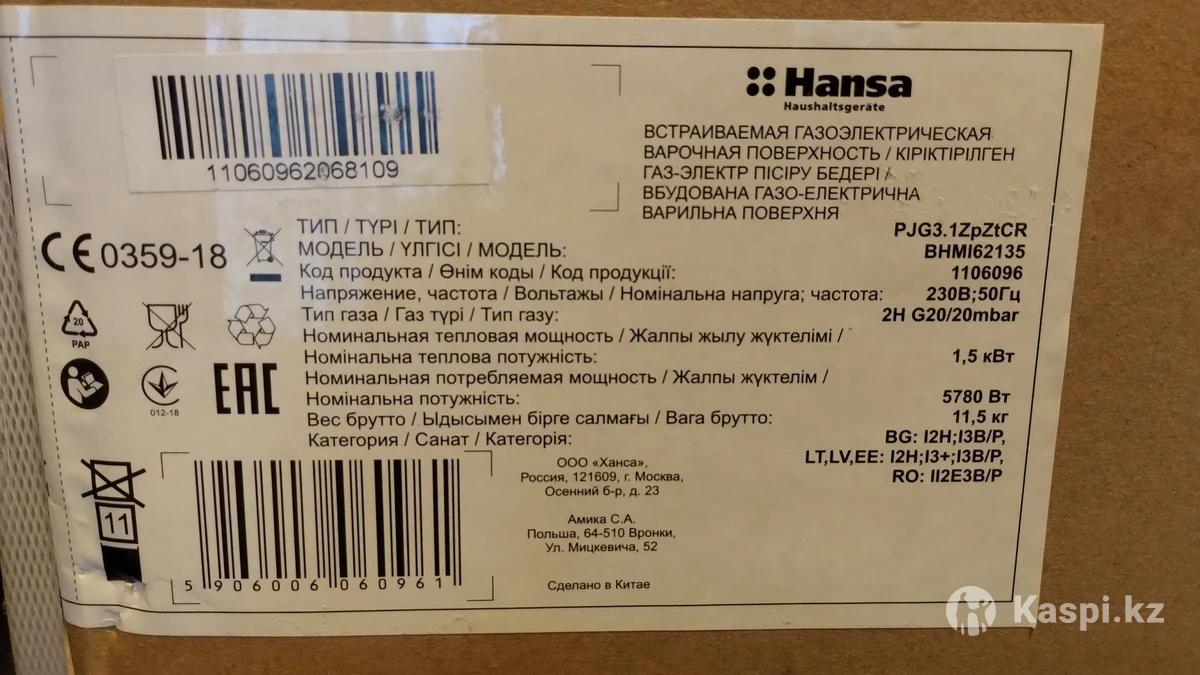 Hansa
Haushaltsgeräte
11060962068109
ВСТРАИВАЕМАЯ ГАЗОЭЛЕКТРИЧЕСКАЯ
ВАРОЧНАЯ ПОВЕРХНОСТЬ / КІРІКТІРІЛГЕН
ГАЗ-ЭЛЕКТР ПІСІРУ БЕДЕРІ /
ВБУДОВАНА ГАЗО-ЕЛЕКТРИЧНА
ВАРИЛЬНА ПОВЕРХНЯ
CE 0359-18
ТИП / ТҮРІ / ТИП: PJG3.1ZpZtCR
МОДЕЛЬ / ҮЛГІСІ / МОДЕЛЬ: BHMI62135
Код продукта / Өнім коды / Код продукції: 1106096
Напряжение, частота / Вольтажы / Номінальна напруга; частота: 230В;50Гц
Тип газа / Газ түрі / Тип газу: 2H G20/20mbar
Номинальная тепловая мощность / Жалпы жылу жүктелімі /
Номінальна теплова потужність: 1,5 кВт
Номинальная потребляемая мощность / Жалпы жүктелім /
Номінальна потужність: 5780 Вт
Вес брутто / Ыдысымен бірге салмағы / Вага брутто: 11,5 кг
Категория / Санат / Категорія: BG: I2H;I3B/P,
LT,LV,EE: I2H;I3+;I3B/P,
RO: II2E3B/P
20
PAP
012-18
EAC
11
ООО «Ханса»,
Россия, 121609, г. Москва,
Осенний б-р, д. 23
Амика С.А.
Польша, 64-510 Вронки,
Ул. Мицкевича, 52
Сделано в Китае
5 906006 060961
Kaspi.kz